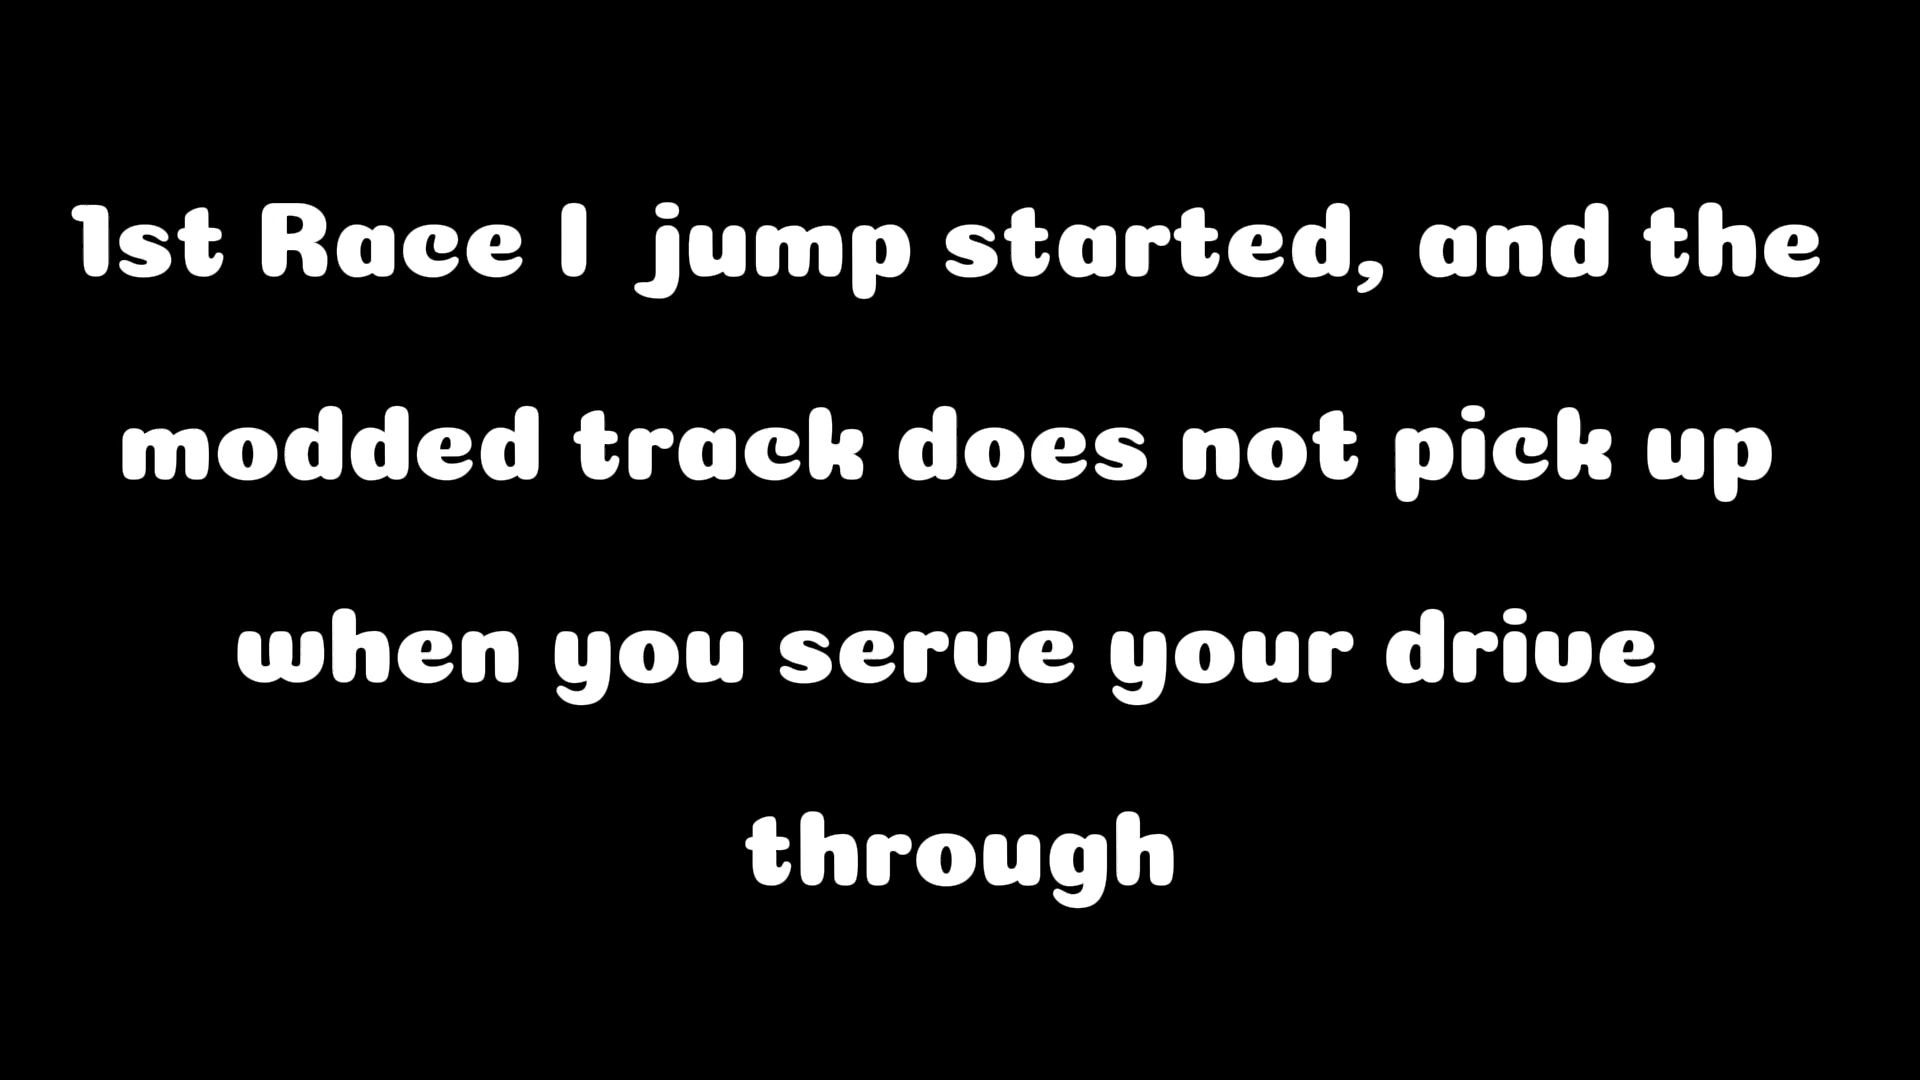 1st Race I jump started, and the
modded track does not pick up
when you serve your drive
through